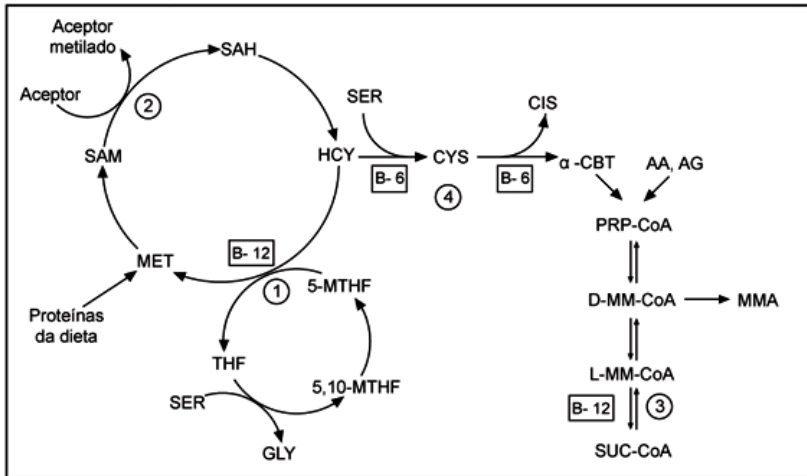 Aceptor
metilado
SAH
Aceptor
2
SER
CIS
SAM
HCY
CYS
α -CBT
AA, AG
B- 6
B- 6
4
PRP-CoA
B- 12
MET
1
5-MTHF
D-MM-CoA
MMA
Proteínas
da dieta
THF
5,10-MTHF
L-MM-CoA
SER
B- 12
3
GLY
SUC-CoA